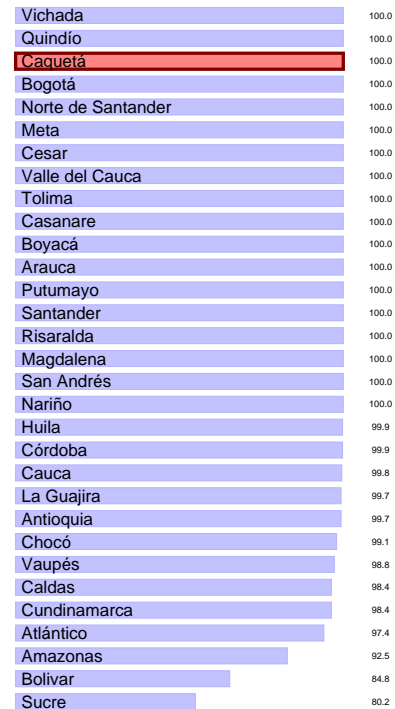 Vichada 100.0
Quindío 100.0
Caquetá 100.0
Bogotá 100.0
Norte de Santander 100.0
Meta 100.0
Cesar 100.0
Valle del Cauca 100.0
Tolima 100.0
Casanare 100.0
Boyacá 100.0
Arauca 100.0
Putumayo 100.0
Santander 100.0
Risaralda 100.0
Magdalena 100.0
San Andrés 100.0
Nariño 100.0
Huila 99.9
Córdoba 99.9
Cauca 99.8
La Guajira 99.7
Antioquia 99.7
Chocó 99.1
Vaupés 98.8
Caldas 98.4
Cundinamarca 98.4
Atlántico 97.4
Amazonas 92.5
Bolivar 84.8
Sucre 80.2